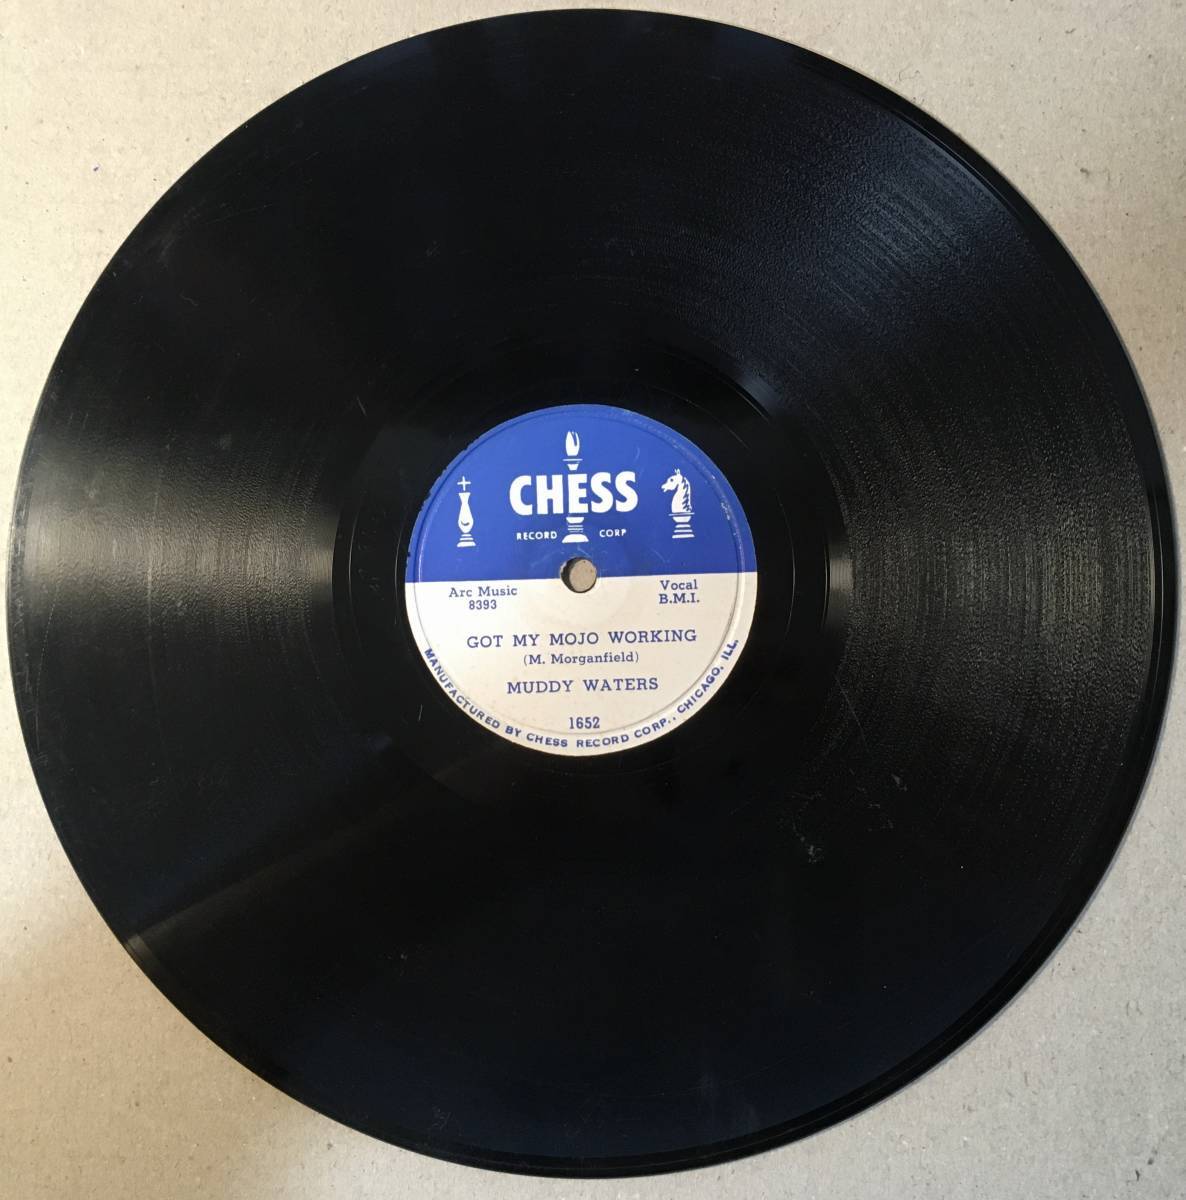 CHESS
RECORD CORP
Arc Music
8393
Vocal
B.M.I.
GOT MY MOJO WORKING
(M. Morganfield)
MUDDY WATERS
1652
MANUFACTURED BY CHESS RECORD CORP., CHICAGO, ILL.